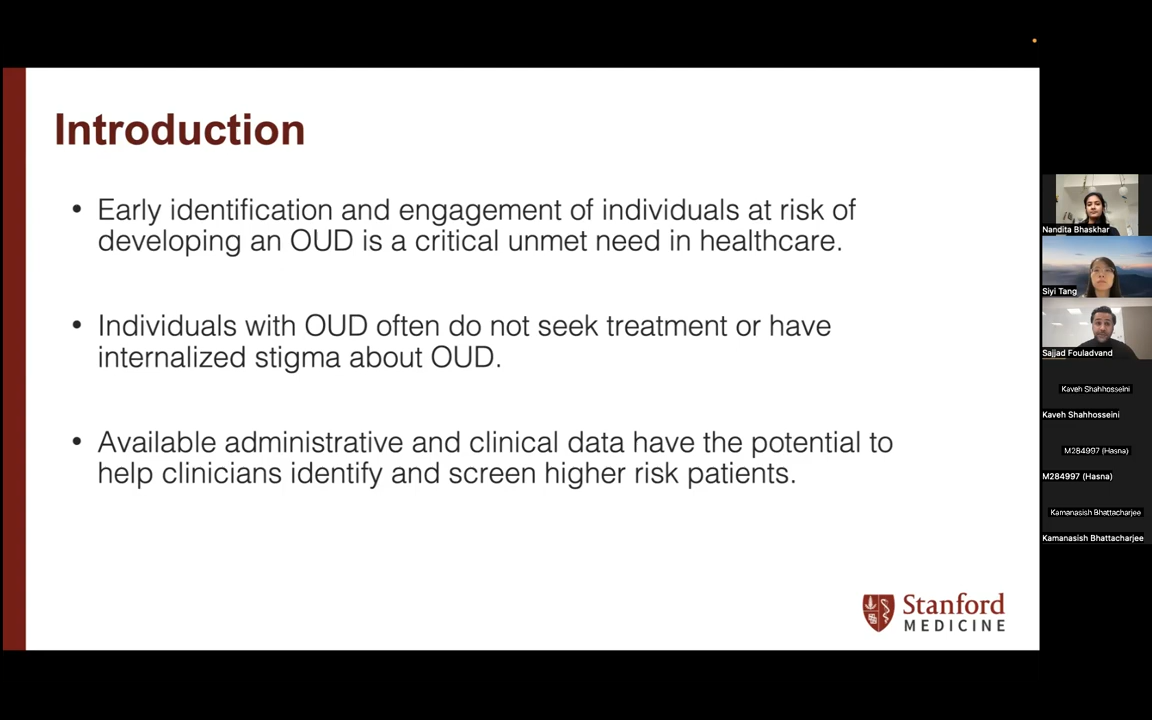 Introduction
• Early identification and engagement of individuals at risk of
developing an OUD is a critical unmet need in healthcare.
• Individuals with OUD often do not seek treatment or have
internalized stigma about OUD.
• Available administrative and clinical data have the potential to
help clinicians identify and screen higher risk patients.
Stanford
MEDICINE
Nandita Bhaskhar
Siyi Tang
Sajjad Fouladvand
Kaveh Shahhosseini
Kaveh Shahhosseini
M284997 (Hasna)
M284997 (Hasna)
Kamanasish Bhattacharjee
Kamanasish Bhattacharjee